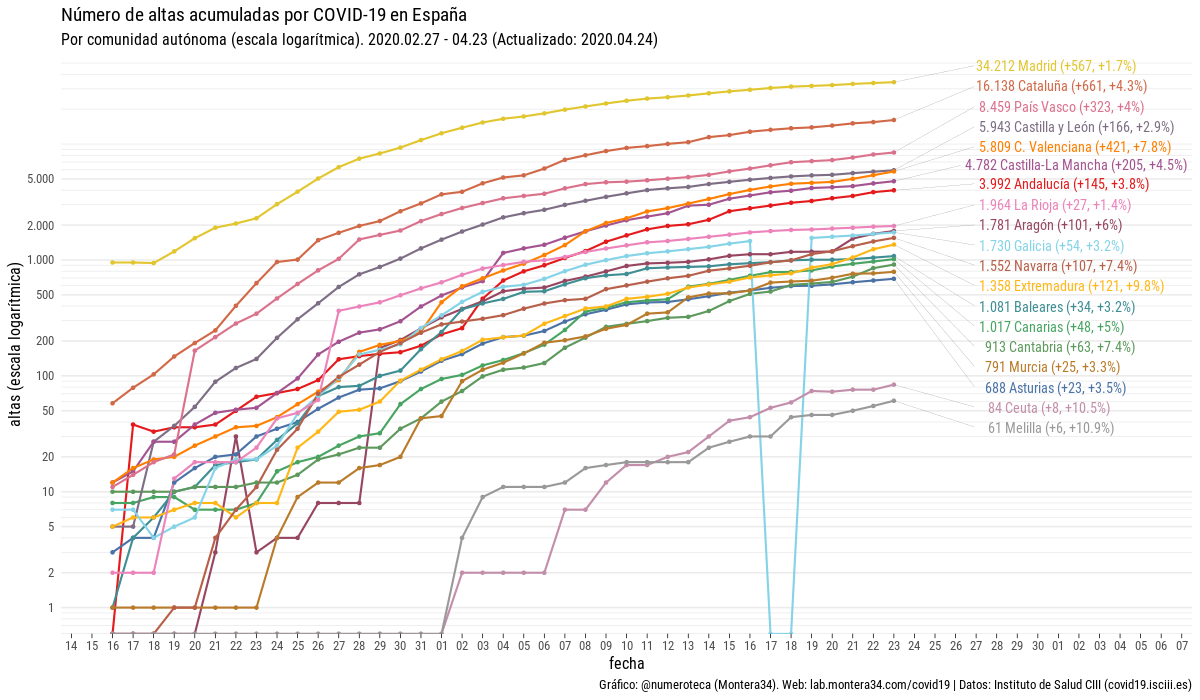 Número de altas acumuladas por COVID-19 en España
Por comunidad autónoma (escala logarítmica). 2020.02.27 - 04.23 (Actualizado: 2020.04.24)
34.212 Madrid (+567, +1.7%)
16.138 Cataluña (+661, +4.3%)
8.459 País Vasco (+323, +4%)
5.943 Castilla y León (+166, +2.9%)
5.809 C. Valenciana (+421, +7.8%)
4.782 Castilla-La Mancha (+205, +4.5%)
3.992 Andalucía (+145, +3.8%)
1.964 La Rioja (+27, +1.4%)
1.781 Aragón (+101, +6%)
1.730 Galicia (+54, +3.2%)
1.552 Navarra (+107, +7.4%)
1.358 Extremadura (+121, +9.8%)
1.081 Baleares (+34, +3.2%)
1.017 Canarias (+48, +5%)
913 Cantabria (+63, +7.4%)
791 Murcia (+25, +3.3%)
688 Asturias (+23, +3.5%)
84 Ceuta (+8, +10.5%)
61 Melilla (+6, +10.9%)
altas (escala logarítmica)
5.000
2.000
1.000
500
200
100
50
20
10
5
2
1
14 15 16 17 18 19 20 21 22 23 24 25 26 27 28 29 30 31 01 02 03 04 05 06 07 08 09 10 11 12 13 14 15 16 17 18 19 20 21 22 23 24 25 26 27 28 29 30 01 02 03 04 05 06 07
fecha
Gráfico: @numeroteca (Montera34). Web: lab.montera34.com/covid19 | Datos: Instituto de Salud CIII (covid19.isciii.es)